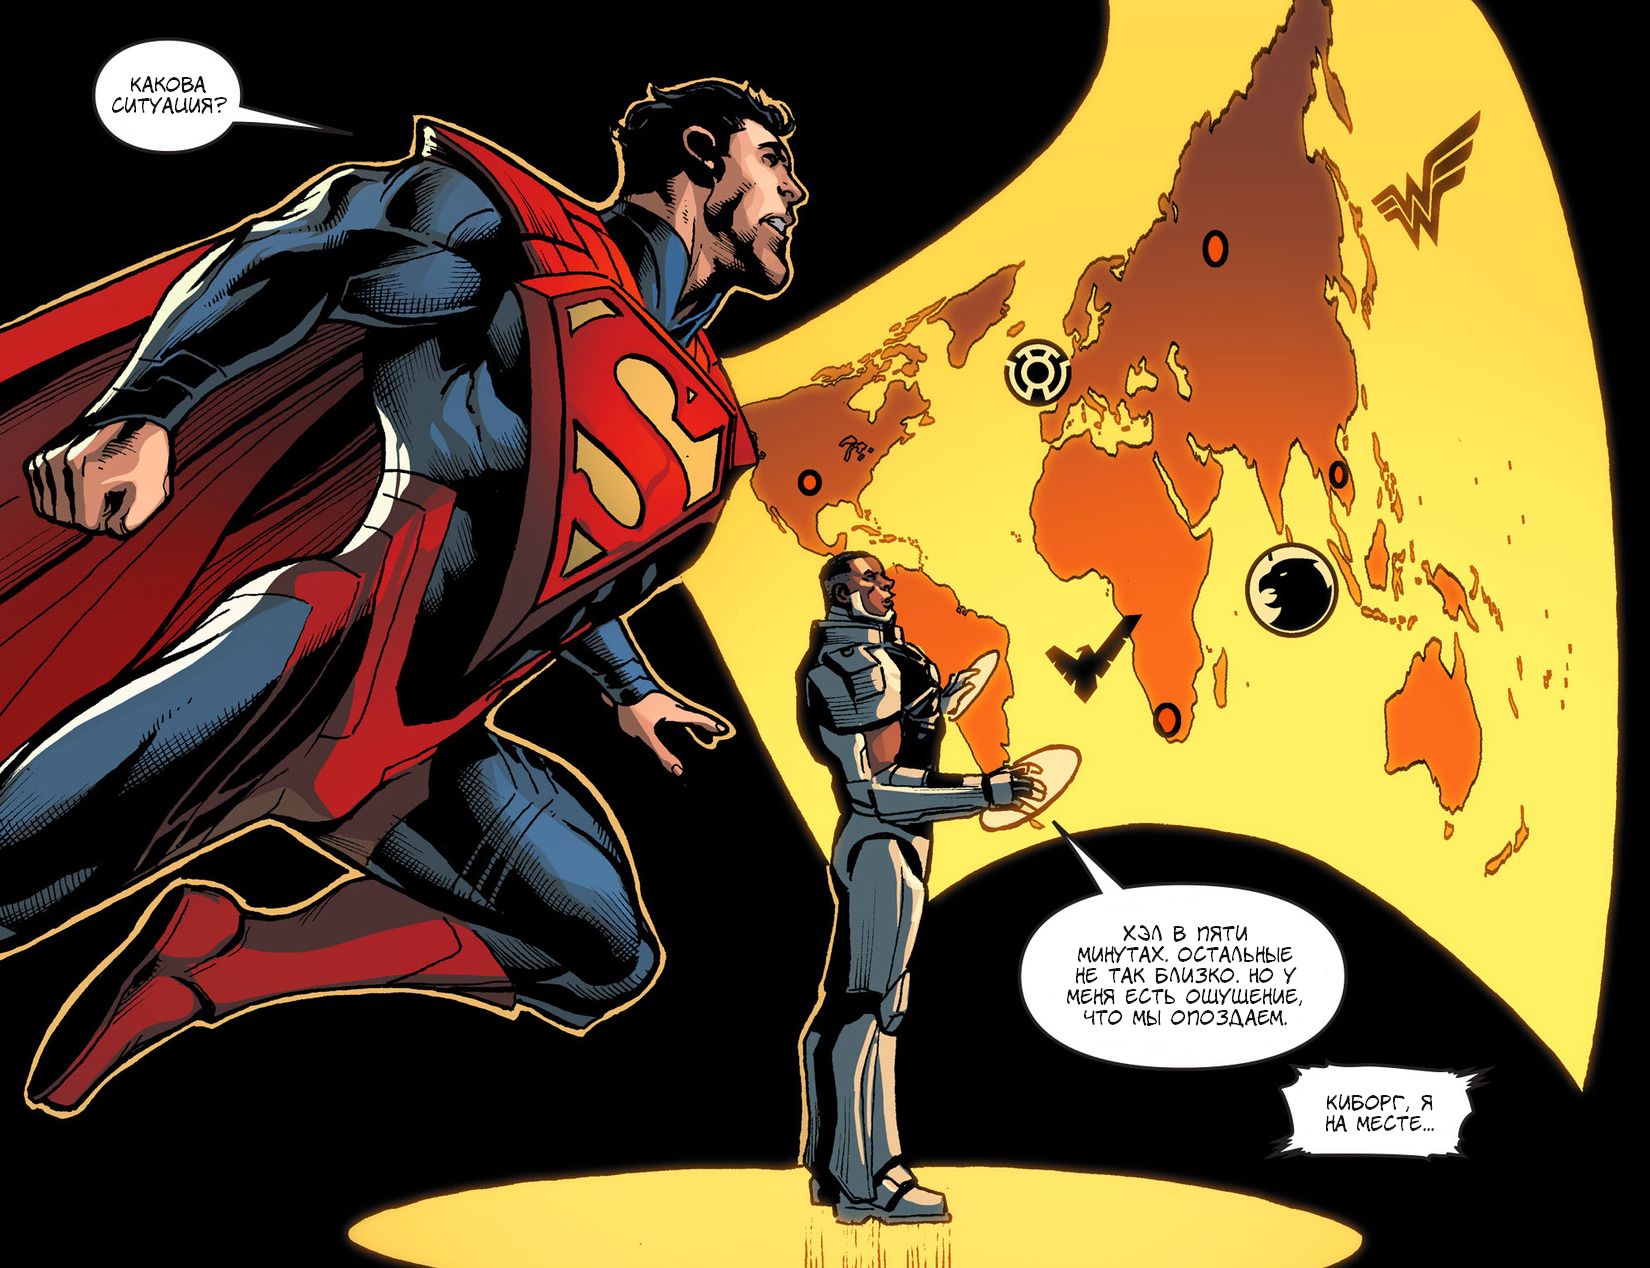 КАКОВА
СИТУАЦИЯ?
ХЭЛ В ПЯТИ
МИНУТАХ. ОСТАЛЬНЫЕ
НЕ ТАК БЛИЗКО. НО У
МЕНЯ ЕСТЬ ОЩУЩЕНИЕ,
ЧТО МЫ ОПОЗДАЕМ.
КИБОРГ, Я
НА МЕСТЕ...